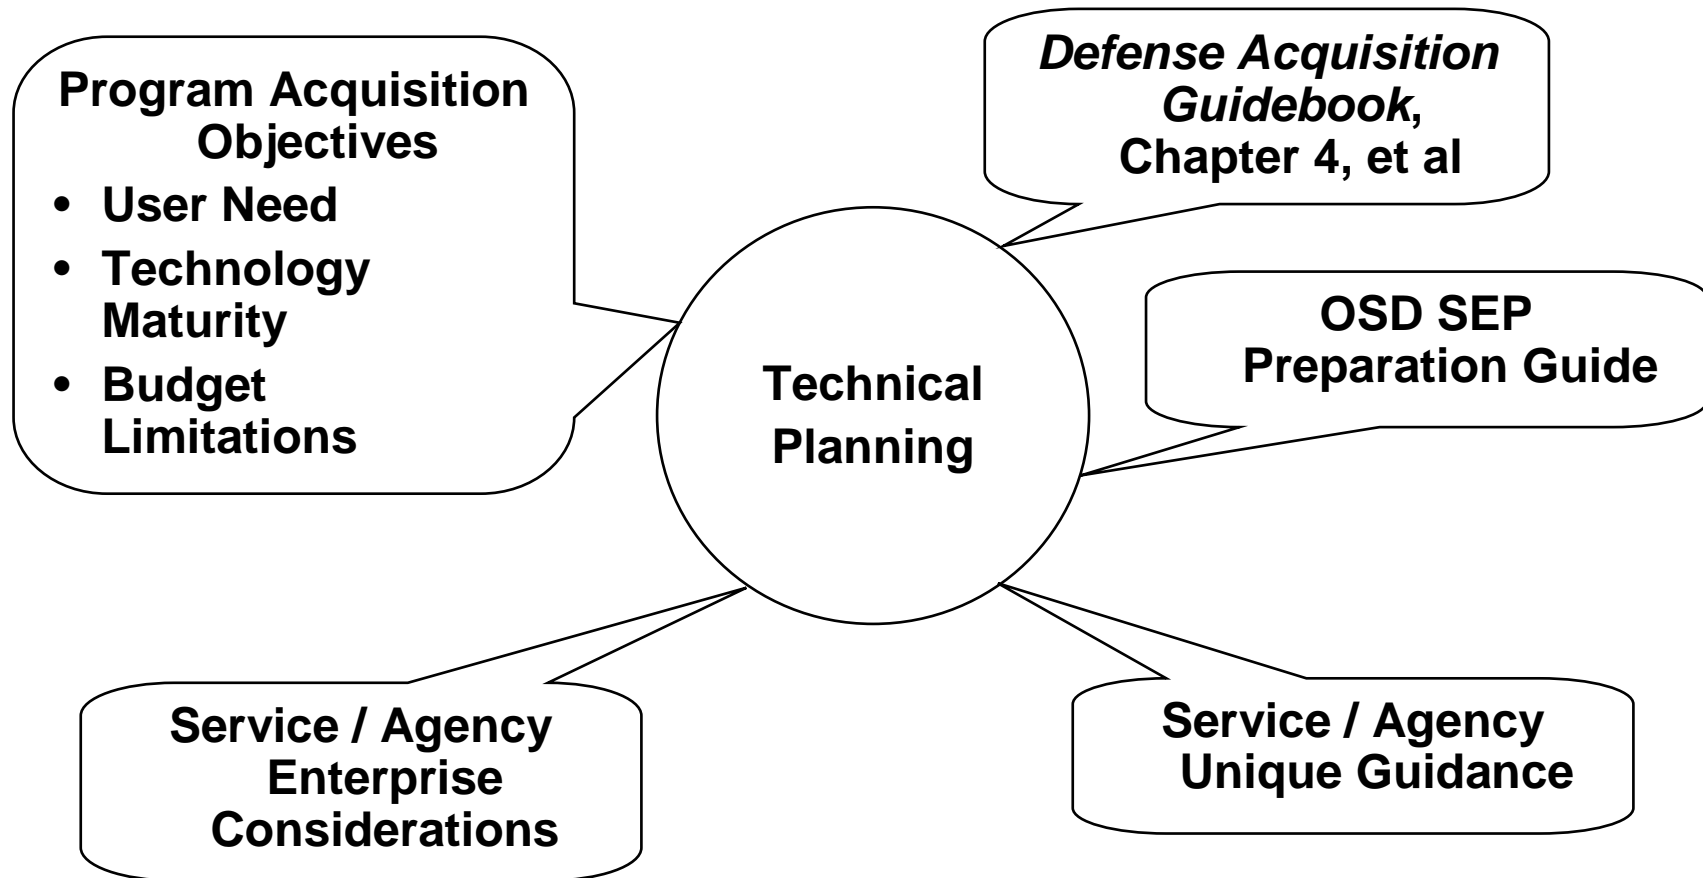 Program Acquisition
Objectives
• User Need
• Technology
Maturity
• Budget
Limitations
Defense Acquisition
Guidebook,
Chapter 4, et al
OSD SEP
Preparation Guide
Technical
Planning
Service / Agency
Enterprise
Considerations
Service / Agency
Unique Guidance